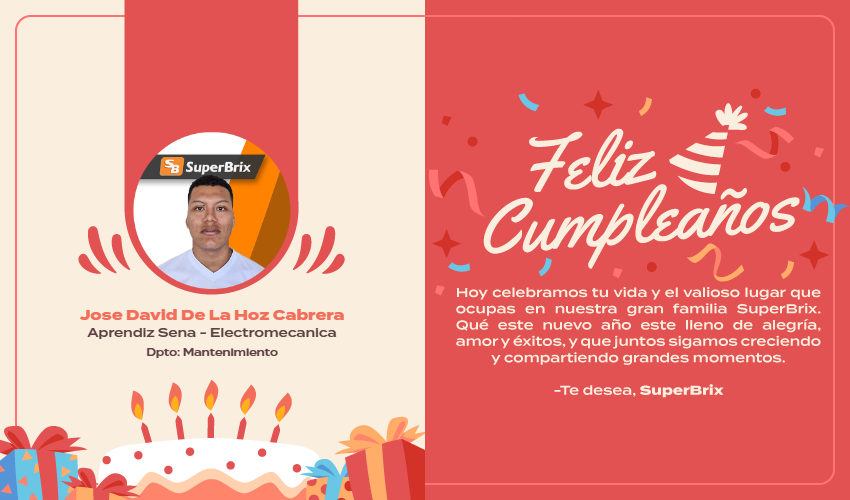 SB SuperBrix
Jose David De La Hoz Cabrera
Aprendiz Sena - Electromecanica
Dpto: Mantenimiento
Feliz
Cumpleaños
Hoy celebramos tu vida y el valioso lugar que
ocupas en nuestra gran familia SuperBrix.
Qué este nuevo año este lleno de alegría,
amor y éxitos, y que juntos sigamos creciendo
y compartiendo grandes momentos.
-Te desea, SuperBrix